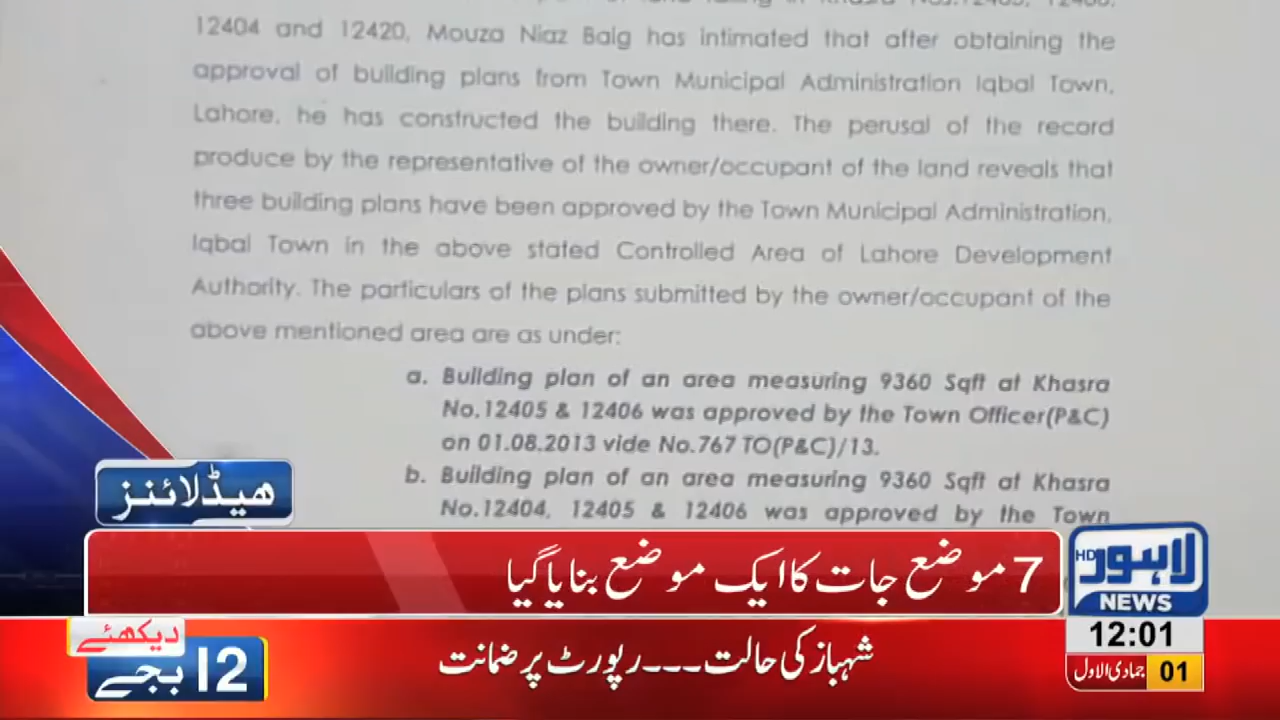 12404 and 12420, Mouza Niaz Baig has intimated that after obtaining the
approval of building plans from Town Municipal Administration Iqbal Town,
Lahore, he has constructed the building there. The perusal of the record
produce by the representative of the owner/occupant of the land reveals that
three building plans have been approved by the Town Municipal Administration,
Iqbal Town in the above stated Controlled Area of Lahore Development
Authority. The particulars of the plans submitted by the owner/occupant of the
above mentioned area are as under:
a. Building plan of an area measuring 9360 Sqft at Khasra
No.12405 & 12406 was approved by the Town Officer(P&C)
on 01.08.2013 vide No.767 TO(P&C)/13.
b. Building plan of an area measuring 9360 Sqft at Khasra
No.12404, 12405 & 12406 was approved by the Town
ہیڈلائنز
7 موضع جات کا ایک موضع بنایا گیا
لاہور HD
NEWS
12:01
01 جمادی الاول
دیکھئے
12 بجے
شہباز کی حالت۔۔۔رپورٹ پر ضمانت